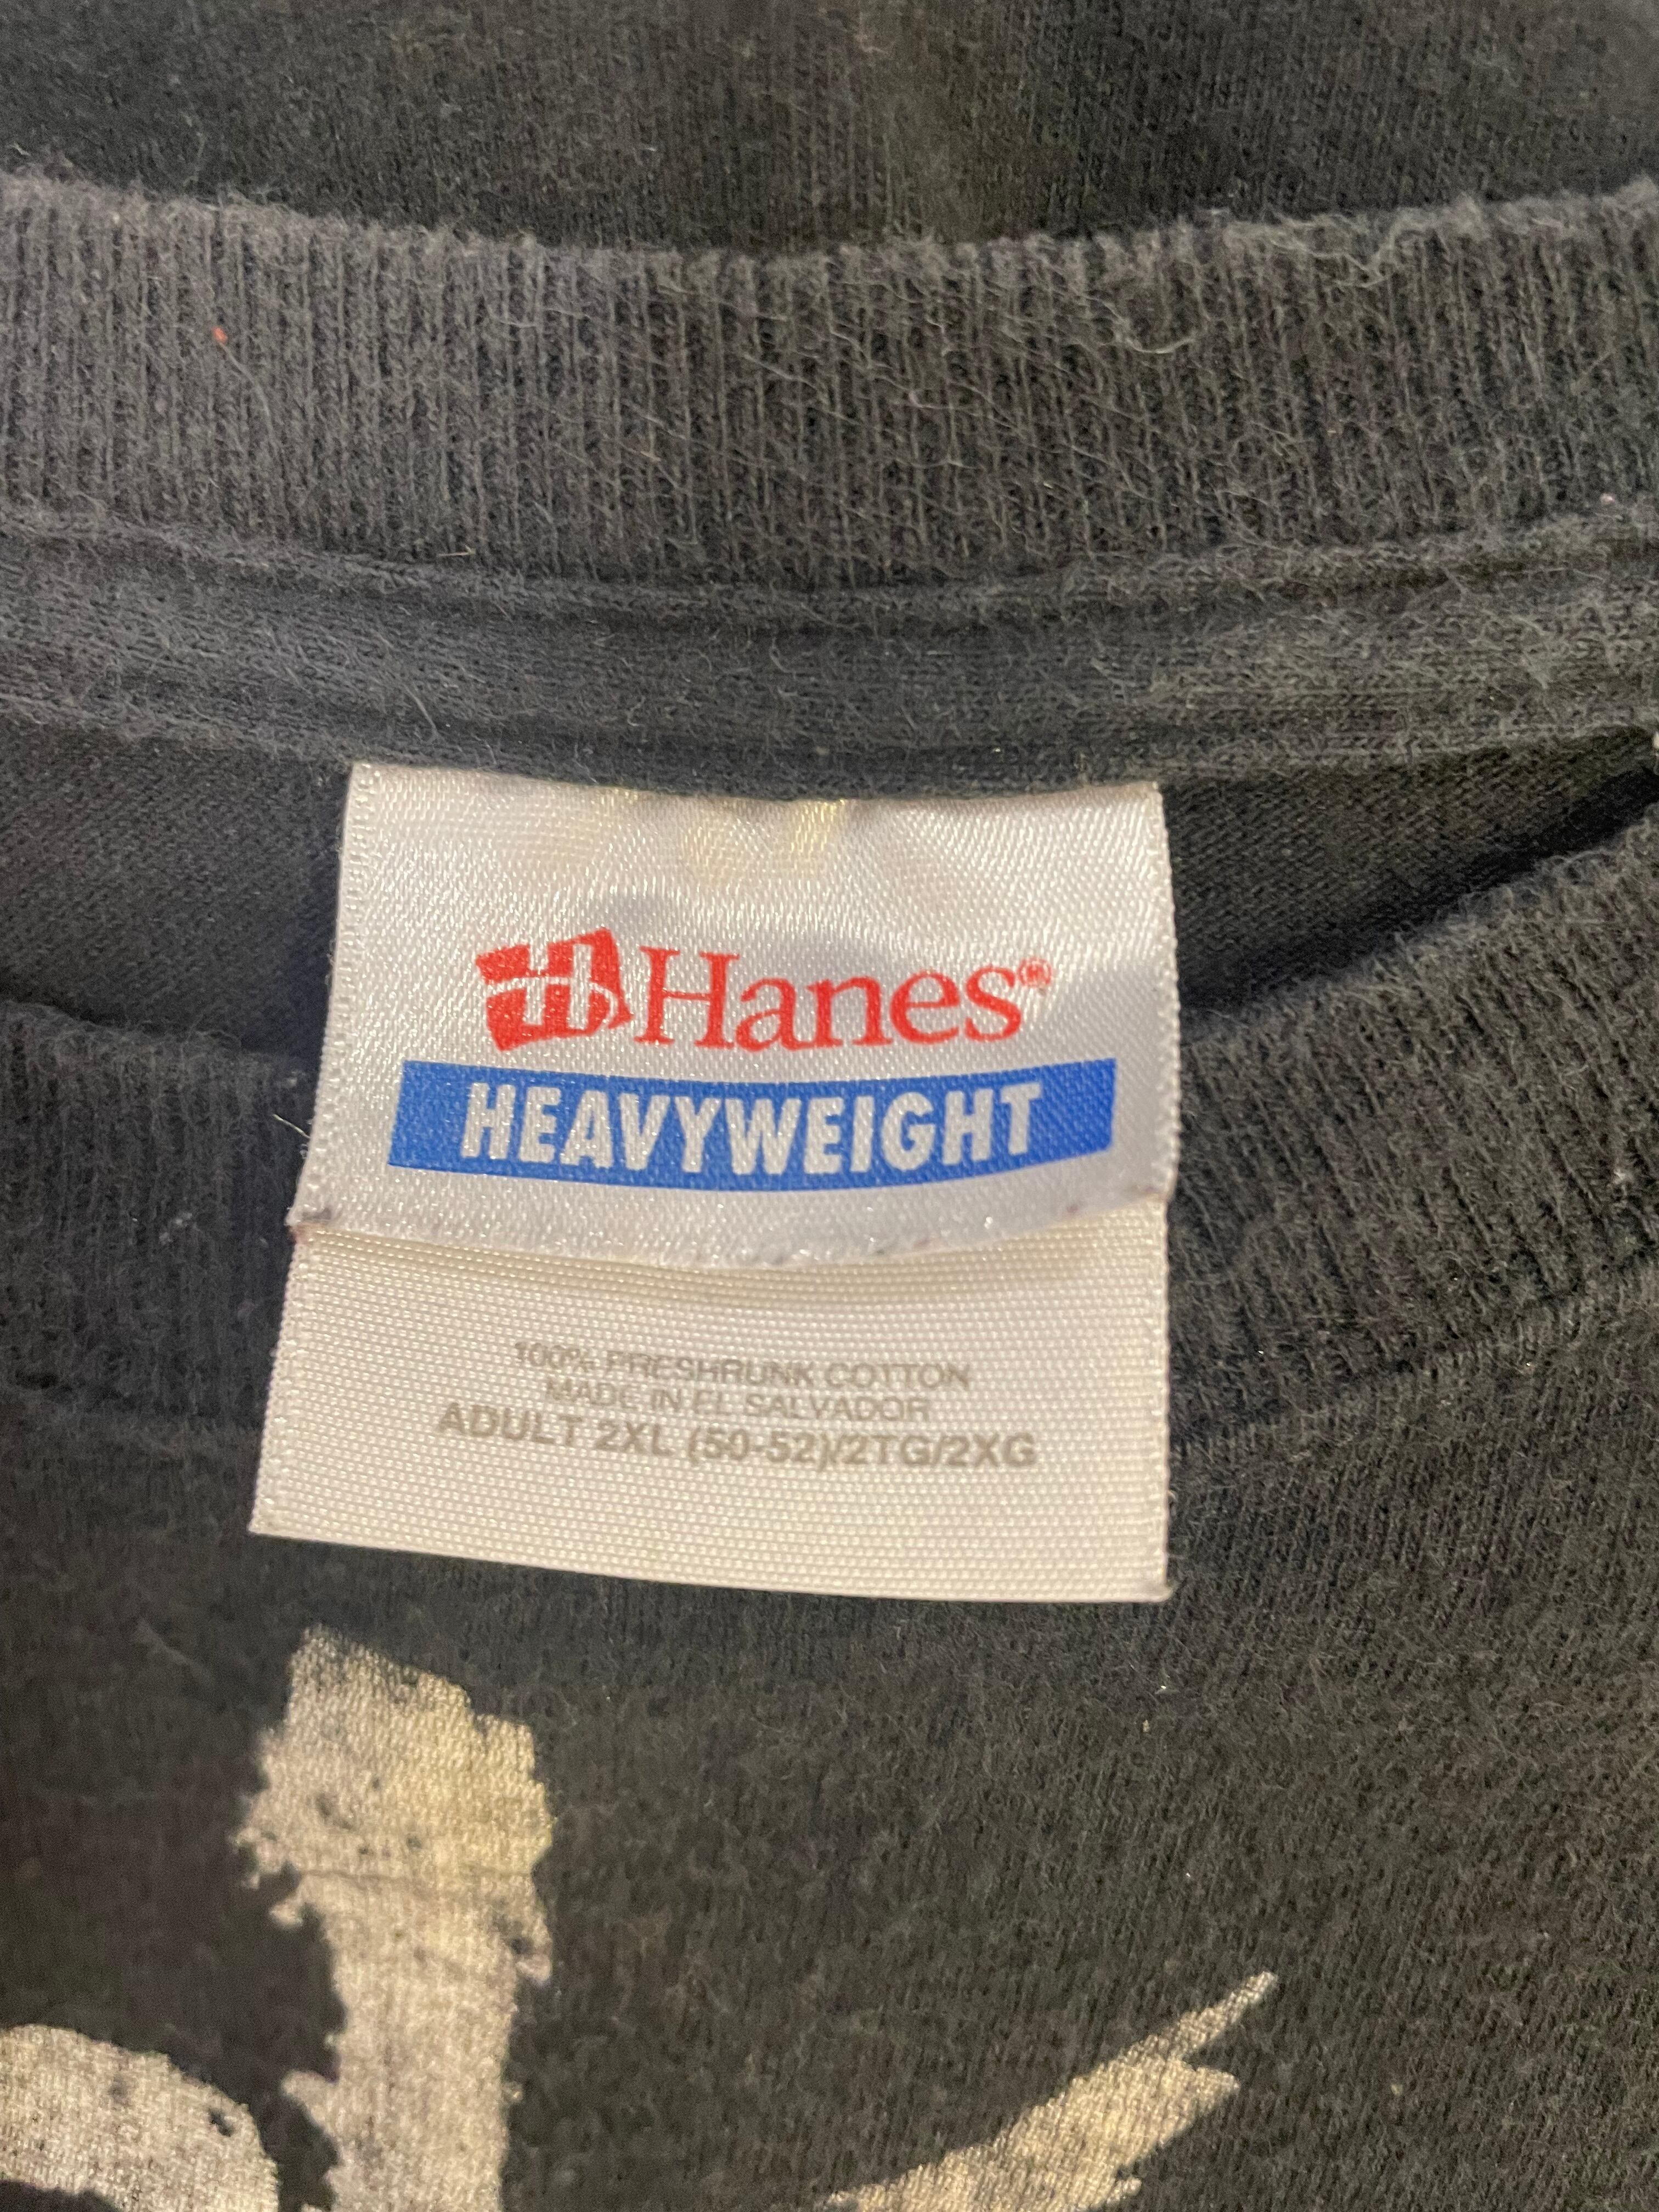 Hanes®
HEAVYWEIGHT
100% PRESHRUNK COTTON
MADE IN EL SALVADOR
ADULT 2XL (50-52)/2TG/2XG